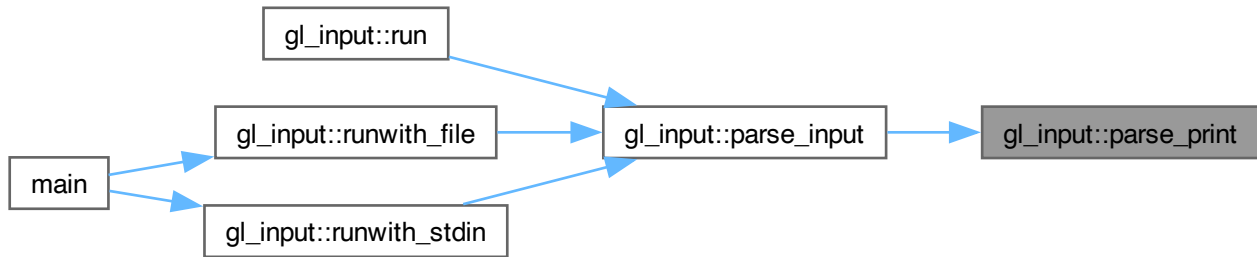 gl_input::run
gl_input::runwith_file
gl_input::parse_input
gl_input::parse_print
main
gl_input::runwith_stdin